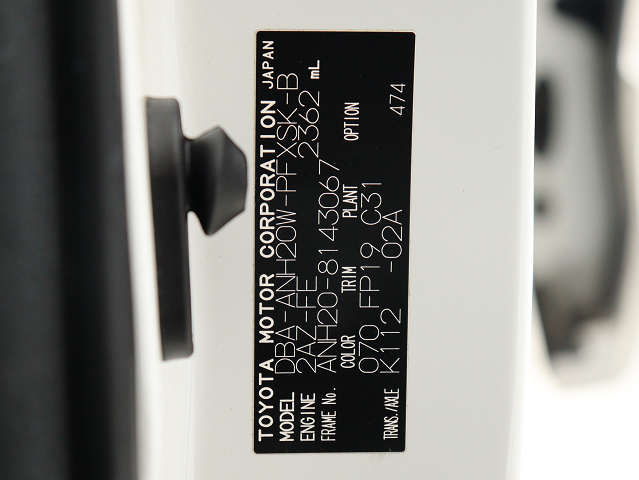 TOYOTA MOTOR CORPORATION JAPAN
MODEL DBA-ANH20W-PFXSK-B
ENGINE 2AZ-FE 2362 mL
FRAME No. ANH20-8143067
COLOR TRIM PLANT OPTION
070 FP19 C31
TRANS./AXLE K112 -02A 474